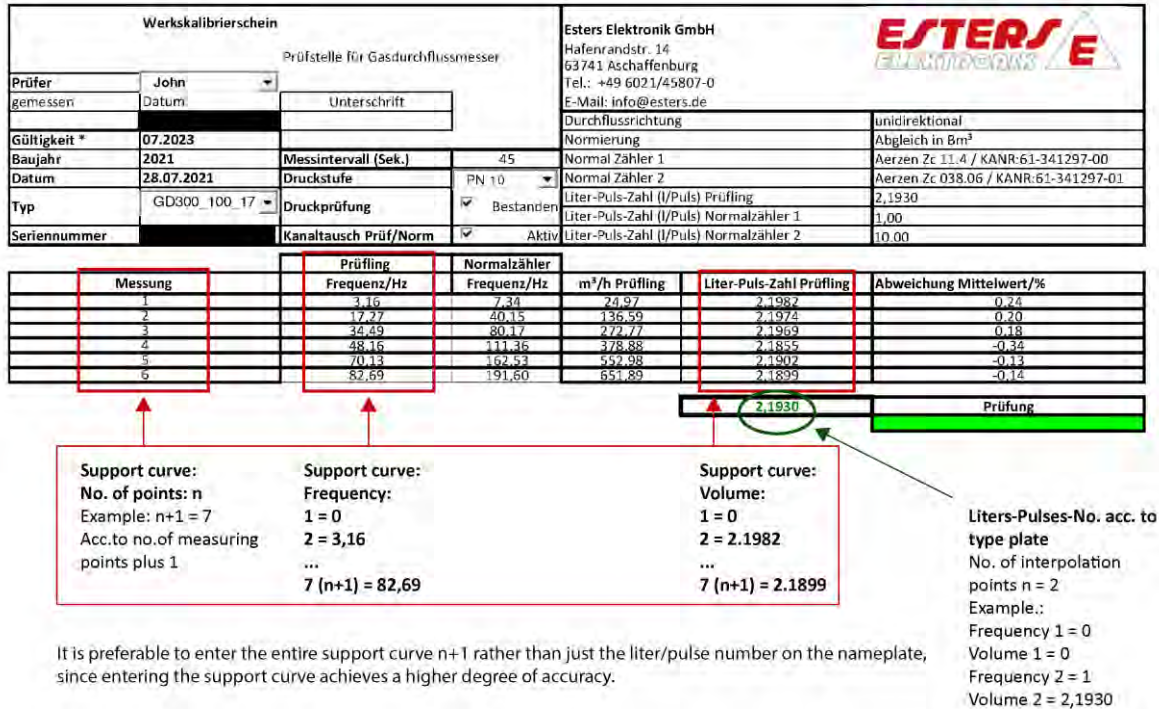 Werkskalibrierschein
Prüfstelle für Gasdurchflussmesser
Esters Elektronik GmbH
Hafenrandstr. 14
63741 Aschaffenburg
Tel.: +49 6021/45807-0
E-Mail: info@esters.de
ESTERS E
ELEKTRONIK
Prüfer John
gemessen Datum Unterschrift
Durchflussrichtung unidirektional
Gültigkeit * 07.2023 Normierung Abgleich in Bm³
Baujahr 2021 Messintervall (Sek.) 45 Normal Zähler 1 Aerzen Zc 11.4 / KANR:61-341297-00
Datum 28.07.2021 Druckstufe PN 10 Normal Zähler 2 Aerzen Zc 038.06 / KANR:61-341297-01
Typ GD300_100_17 Druckprüfung Bestanden Liter-Puls-Zahl (l/Puls) Prüfling 2,1930
Liter-Puls-Zahl (l/Puls) Normalzähler 1 1,00
Seriennummer Kanaltausch Prüf/Norm Aktiv Liter-Puls-Zahl (l/Puls) Normalzähler 2 10.00
Prüfling Normalzähler
Messung Frequenz/Hz Frequenz/Hz m³/h Prüfling Liter-Puls-Zahl Prüfling Abweichung Mittelwert/%
1 3,16 7,34 24,97 2,1982 0,24
2 17,27 40,15 136,59 2,1974 0,20
3 34,49 80,17 272,77 2,1969 0,18
4 48,16 111,36 378,88 2,1855 -0,34
5 70,13 162,53 552,98 2,1902 -0,13
6 82,69 191,60 651,89 2,1899 -0,14
2,1930 Prüfung
Support curve:
No. of points: n
Example: n+1 = 7
Acc.to no.of measuring
points plus 1
Support curve:
Frequency:
1 = 0
2 = 3,16
...
7 (n+1) = 82,69
Support curve:
Volume:
1 = 0
2 = 2.1982
...
7 (n+1) = 2.1899
Liters-Pulses-No. acc. to
type plate
No. of interpolation
points n = 2
Example.:
Frequency 1 = 0
Volume 1 = 0
Frequency 2 = 1
Volume 2 = 2,1930
It is preferable to enter the entire support curve n+1 rather than just the liter/pulse number on the nameplate,
since entering the support curve achieves a higher degree of accuracy.